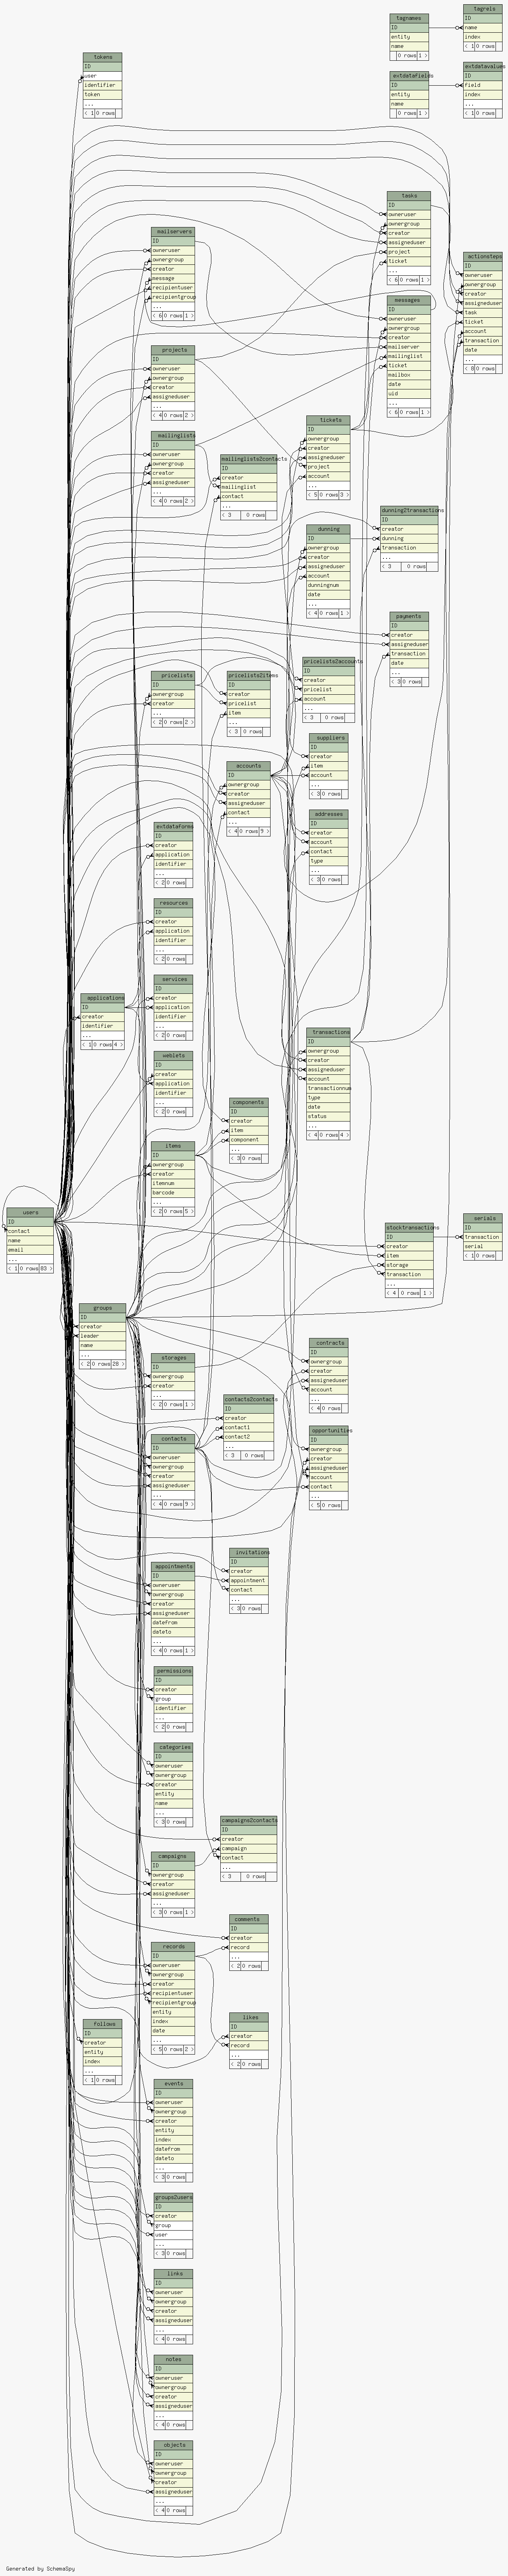 tagnames
ID
entity
name
0 rows 1 >
tagrels
ID
name
index
< 1 0 rows
tokens
ID
user
identifier
token
...
< 1 0 rows
extdatafields
ID
entity
name
0 rows 1 >
extdatavalues
ID
field
index
...
< 1 0 rows
tasks
ID
owneruser
ownergroup
creator
assigneduser
project
ticket
...
< 6 0 rows 1 >
mailservers
ID
owneruser
ownergroup
creator
message
recipientuser
recipientgroup
...
< 6 0 rows 1 >
actionsteps
ID
owneruser
ownergroup
creator
assigneduser
task
ticket
account
transaction
date
...
< 8 0 rows
messages
ID
owneruser
ownergroup
creator
mailserver
mailinglist
ticket
mailbox
date
uid
...
< 6 0 rows 1 >
projects
ID
owneruser
ownergroup
creator
assigneduser
...
< 4 0 rows 2 >
mailinglists
ID
owneruser
ownergroup
creator
assigneduser
...
< 4 0 rows 2 >
mailinglists2contacts
ID
creator
mailinglist
contact
...
< 3 0 rows
tickets
ID
ownergroup
creator
assigneduser
project
account
...
< 5 0 rows 3 >
dunning2transactions
ID
creator
dunning
transaction
...
< 3 0 rows
dunning
ID
ownergroup
creator
assigneduser
account
dunningnum
date
...
< 4 0 rows 1 >
payments
ID
creator
assigneduser
transaction
date
...
< 3 0 rows
pricelists
ID
ownergroup
creator
...
< 2 0 rows 2 >
pricelists2items
ID
creator
pricelist
item
...
< 3 0 rows
pricelists2accounts
ID
creator
pricelist
account
...
< 3 0 rows
suppliers
ID
creator
item
account
...
< 3 0 rows
accounts
ID
ownergroup
creator
assigneduser
contact
...
< 4 0 rows 9 >
addresses
ID
creator
account
contact
type
...
< 3 0 rows
extdataforms
ID
creator
application
identifier
...
< 2 0 rows
resources
ID
creator
application
identifier
...
< 2 0 rows
services
ID
creator
application
identifier
...
< 2 0 rows
applications
ID
creator
identifier
...
< 1 0 rows 4 >
weblets
ID
creator
application
identifier
...
< 2 0 rows
transactions
ID
ownergroup
creator
assigneduser
account
transactionnum
type
date
status
...
< 4 0 rows 4 >
components
ID
creator
item
component
...
< 3 0 rows
items
ID
ownergroup
creator
itemnum
barcode
...
< 2 0 rows 5 >
users
ID
contact
name
email
...
< 1 0 rows 83 >
stocktransactions
ID
creator
item
storage
transaction
...
< 4 0 rows 1 >
serials
ID
transaction
serial
< 1 0 rows
groups
ID
creator
leader
name
...
< 2 0 rows 28 >
storages
ID
ownergroup
creator
...
< 2 0 rows 1 >
contracts
ID
ownergroup
creator
assigneduser
account
...
< 4 0 rows
contacts2contacts
ID
creator
contact1
contact2
...
< 3 0 rows
contacts
ID
owneruser
ownergroup
creator
assigneduser
...
< 4 0 rows 9 >
opportunities
ID
ownergroup
creator
assigneduser
account
contact
...
< 5 0 rows
invitations
ID
creator
appointment
contact
...
< 3 0 rows
appointments
ID
owneruser
ownergroup
creator
assigneduser
datefrom
dateto
...
< 4 0 rows 1 >
permissions
ID
creator
group
identifier
...
< 2 0 rows
categories
ID
owneruser
ownergroup
creator
entity
name
...
< 3 0 rows
campaigns2contacts
ID
creator
campaign
contact
...
< 3 0 rows
campaigns
ID
ownergroup
creator
assigneduser
...
< 3 0 rows 1 >
comments
ID
creator
record
...
< 2 0 rows
records
ID
owneruser
ownergroup
creator
recipientuser
recipientgroup
entity
index
date
...
< 5 0 rows 2 >
likes
ID
creator
record
...
< 2 0 rows
follows
ID
creator
entity
index
...
< 1 0 rows
events
ID
owneruser
ownergroup
creator
entity
index
datefrom
dateto
...
< 3 0 rows
groups2users
ID
creator
group
user
...
< 3 0 rows
links
ID
owneruser
ownergroup
creator
assigneduser
...
< 4 0 rows
notes
ID
owneruser
ownergroup
creator
assigneduser
...
< 4 0 rows
objects
ID
owneruser
ownergroup
creator
assigneduser
...
< 4 0 rows
Generated by SchemaSpy